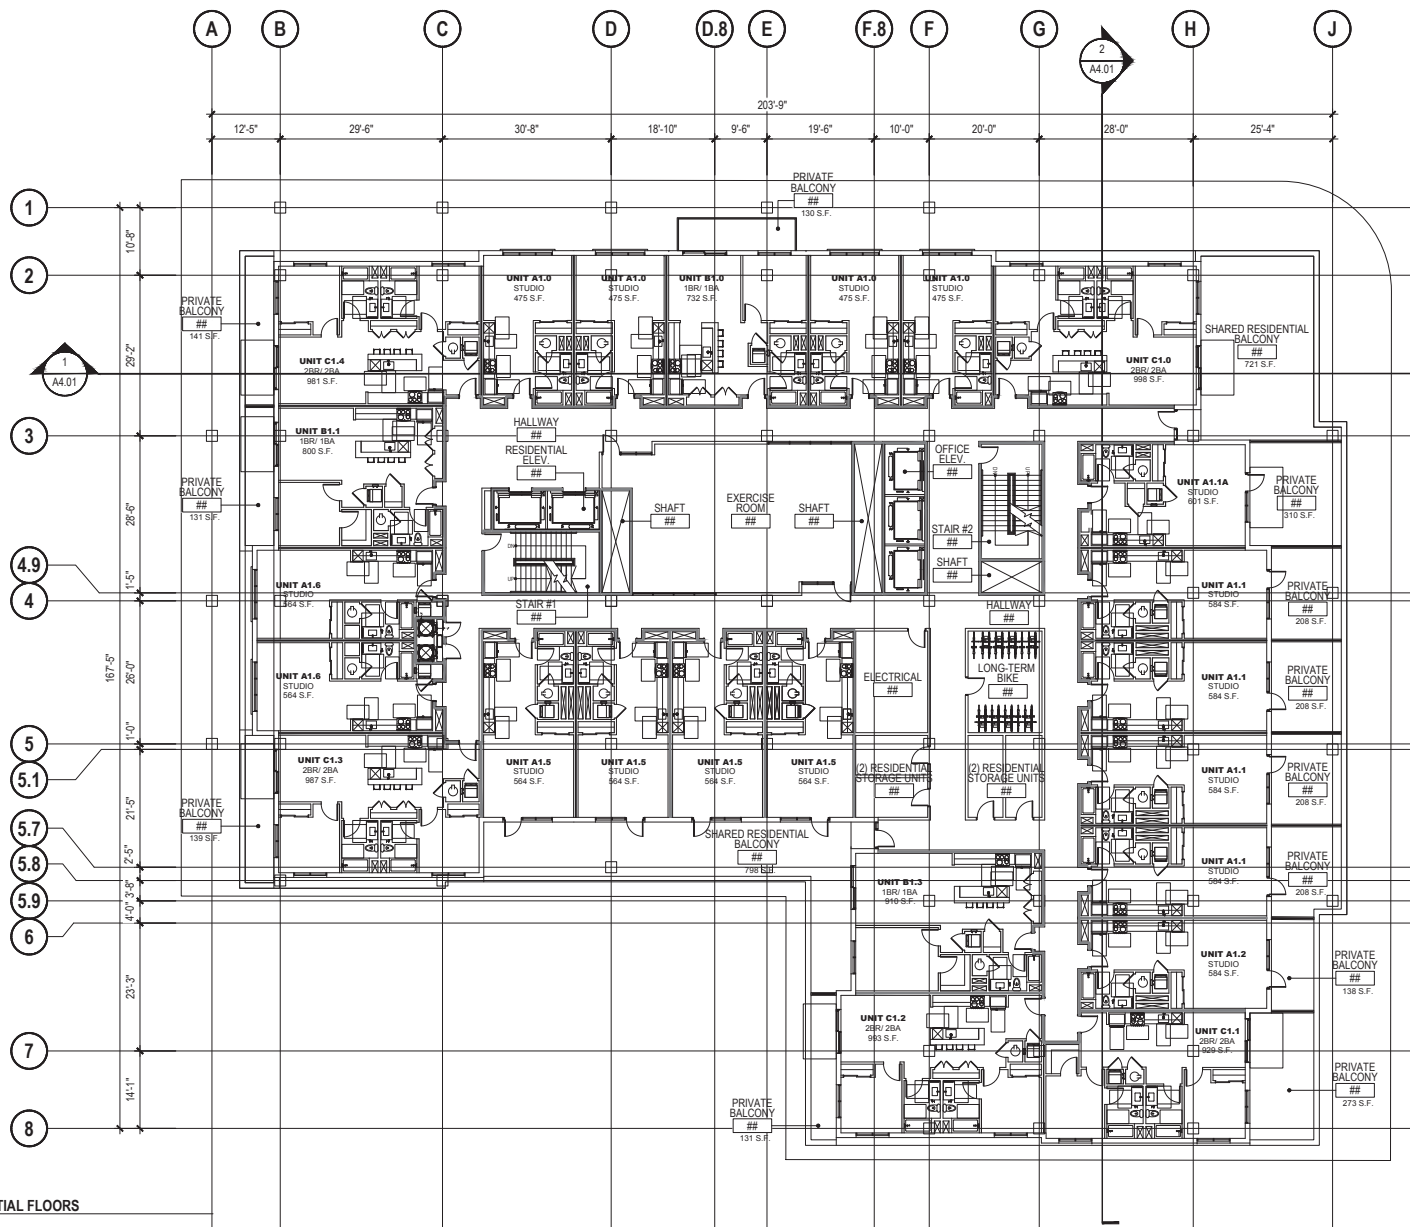 A B C D D.8 E F.8 F G H J
2
A4.01
203'-9"
12'-5" 29'-6" 30'-8" 18'-10" 9'-6" 19'-6" 10'-0" 20'-0" 28'-0" 25'-4"
1
2
3
4.9
4
5
5.1
5.7
5.8
5.9
6
7
8
1
A4.01
167'-5"
10'-8"
29'-2"
28'-6"
1'-5"
26'-0"
1'-0"
21'-5"
2'-5"
3'-8"
4'-0"
23'-3"
14'-1"
PRIVATE
BALCONY
##
130 S.F.
PRIVATE
BALCONY
##
141 S.F.
UNIT C1.4
2BR/ 2BA
981 S.F.
UNIT A1.0
STUDIO
475 S.F.
UNIT A1.0
STUDIO
475 S.F.
UNIT B1.0
1BR/ 1BA
732 S.F.
UNIT A1.0
STUDIO
475 S.F.
UNIT A1.0
STUDIO
475 S.F.
UNIT C1.0
2BR/ 2BA
998 S.F.
SHARED RESIDENTIAL
BALCONY
##
721 S.F.
UNIT B1.1
1BR/ 1BA
800 S.F.
PRIVATE
BALCONY
##
131 S.F.
HALLWAY
##
RESIDENTIAL
ELEV.
##
SHAFT
##
EXERCISE
ROOM
##
SHAFT
##
OFFICE
ELEV.
##
STAIR #2
##
SHAFT
##
DN
UP
STAIR #1
##
HALLWAY
##
UNIT A1.1A
STUDIO
601 S.F.
PRIVATE
BALCONY
##
310 S.F.
UNIT A1.6
STUDIO
564 S.F.
UNIT A1.6
STUDIO
564 S.F.
UNIT A1.1
STUDIO
584 S.F.
PRIVATE
BALCONY
##
208 S.F.
UNIT A1.1
STUDIO
584 S.F.
PRIVATE
BALCONY
##
208 S.F.
ELECTRICAL
##
LONG-TERM
BIKE
##
UNIT C1.3
2BR/ 2BA
987 S.F.
UNIT A1.5
STUDIO
564 S.F.
UNIT A1.5
STUDIO
564 S.F.
UNIT A1.5
STUDIO
564 S.F.
UNIT A1.5
STUDIO
564 S.F.
(2) RESIDENTIAL
STORAGE UNITS
##
(2) RESIDENTIAL
STORAGE UNITS
##
UNIT A1.1
STUDIO
584 S.F.
PRIVATE
BALCONY
##
208 S.F.
PRIVATE
BALCONY
##
139 S.F.
SHARED RESIDENTIAL
BALCONY
##
798 S.F.
UNIT A1.1
STUDIO
584 S.F.
PRIVATE
BALCONY
##
208 S.F.
UNIT B1.3
1BR/ 1BA
910 S.F.
UNIT A1.2
STUDIO
584 S.F.
PRIVATE
BALCONY
##
138 S.F.
UNIT C1.2
2BR/ 2BA
993 S.F.
UNIT C1.1
2BR/ 2BA
929 S.F.
PRIVATE
BALCONY
##
273 S.F.
PRIVATE
BALCONY
##
131 S.F.
TIAL FLOORS